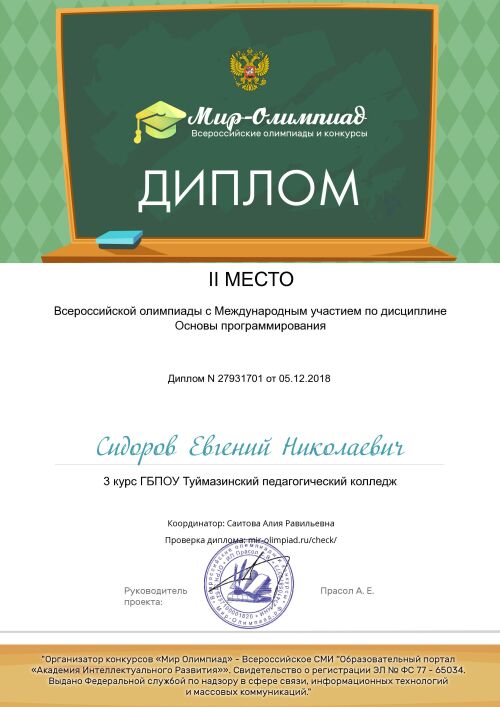 Мир-Олимпиад
Всероссийские олимпиады и конкурсы
ДИПЛОМ
II МЕСТО
Всероссийской олимпиады с Международным участием по дисциплине
Основы программирования
Диплом N 27931701 от 05.12.2018
Сидоров Евгений Николаевич
3 курс ГБПОУ Туймазинский педагогический колледж
Координатор: Саитова Алия Равильевна
Проверка диплома: mir-olimpiad.ru/check/
Руководитель
проекта:
Прасол А. Е.
"Организатор конкурсов «Мир Олимпиад» - Всероссийское СМИ "Образовательный портал
«Академия Интеллектуального Развития»». Свидетельство о регистрации ЭЛ № ФС 77 - 65034.
Выдано Федеральной службой по надзору в сфере связи, информационных технологий
и массовых коммуникаций."